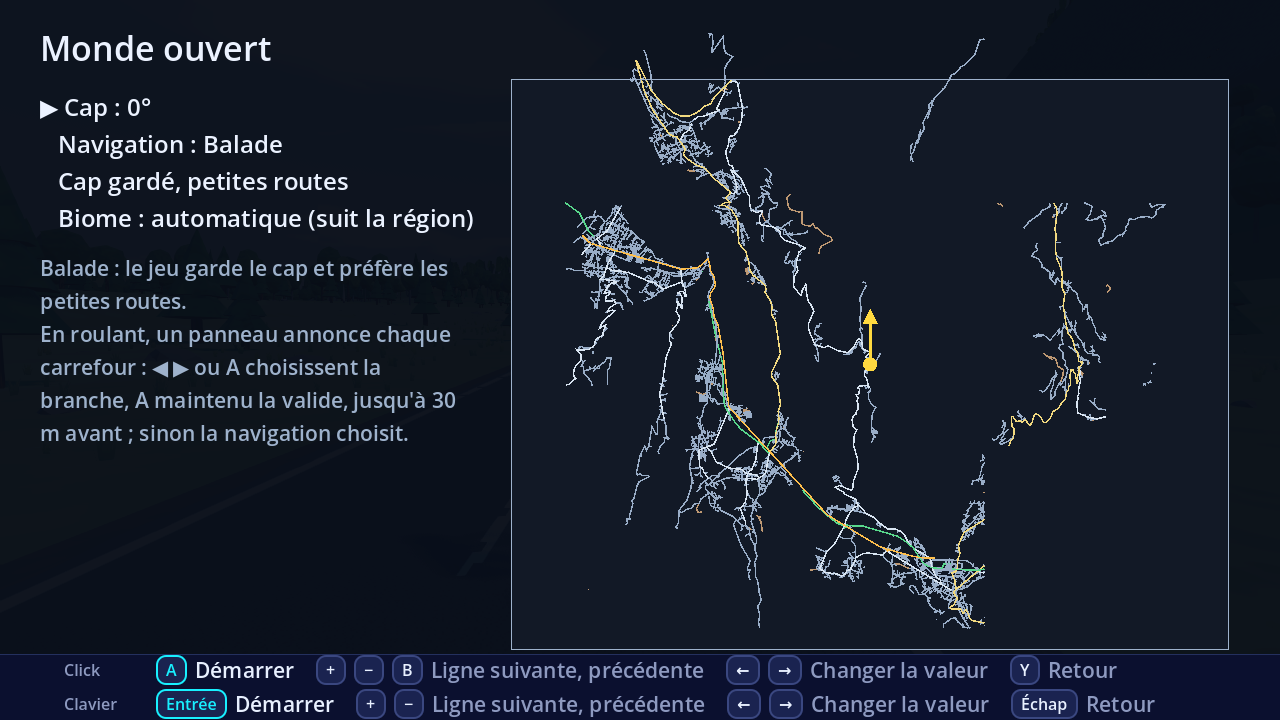 Monde ouvert
▶ Cap : 0°
Navigation : Balade
Cap gardé, petites routes
Biome : automatique (suit la région)
Balade : le jeu garde le cap et préfère les
petites routes.
En roulant, un panneau annonce chaque
carrefour : ◀ ▶ ou A choisissent la
branche, A maintenu la valide, jusqu'à 30
m avant ; sinon la navigation choisit.
Click A Démarrer + − B Ligne suivante, précédente ← → Changer la valeur Y Retour
Clavier Entrée Démarrer + − Ligne suivante, précédente ← → Changer la valeur Échap Retour